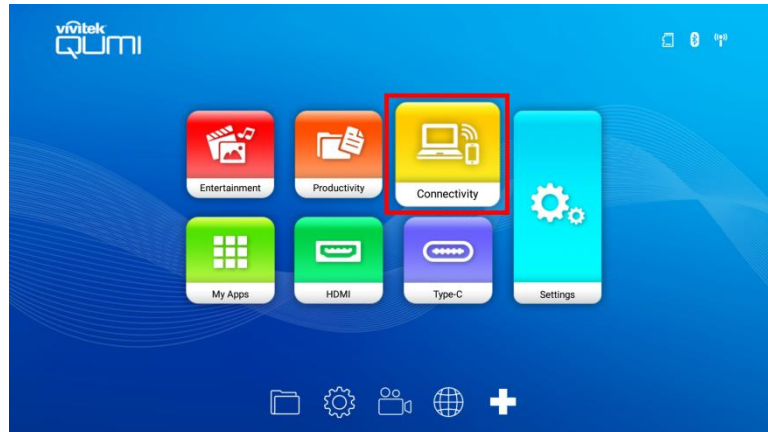 vivitek
QUMI
Entertainment
Productivity
Connectivity
My Apps
HDMI
Type-C
Settings